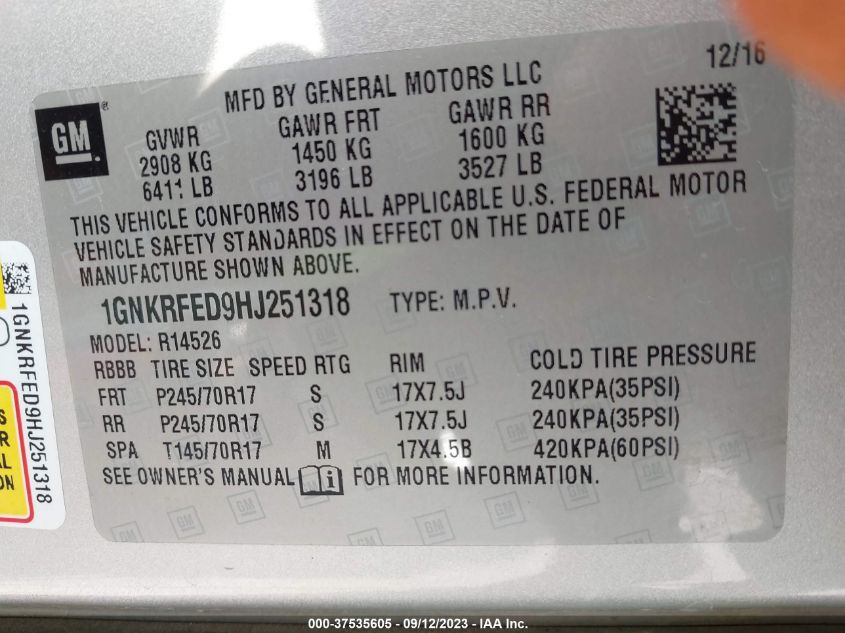 12/16
MFD BY GENERAL MOTORS LLC
GM®
GVWR GAWR FRT GAWR RR
2908 KG 1450 KG 1600 KG
6411 LB 3196 LB 3527 LB
THIS VEHICLE CONFORMS TO ALL APPLICABLE U.S. FEDERAL MOTOR
VEHICLE SAFETY STANDARDS IN EFFECT ON THE DATE OF
MANUFACTURE SHOWN ABOVE.
1GNKRFED9HJ251318 TYPE: M.P.V.
MODEL: R14526
RBBB TIRE SIZE SPEED RTG RIM COLD TIRE PRESSURE
FRT P245/70R17 S 17X7.5J 240KPA(35PSI)
RR P245/70R17 S 17X7.5J 240KPA(35PSI)
SPA T145/70R17 M 17X4.5B 420KPA(60PSI)
SEE OWNER'S MANUAL i FOR MORE INFORMATION.
1GNKRFED9HJ251318
000-37535605 - 09/12/2023 - IAA Inc.